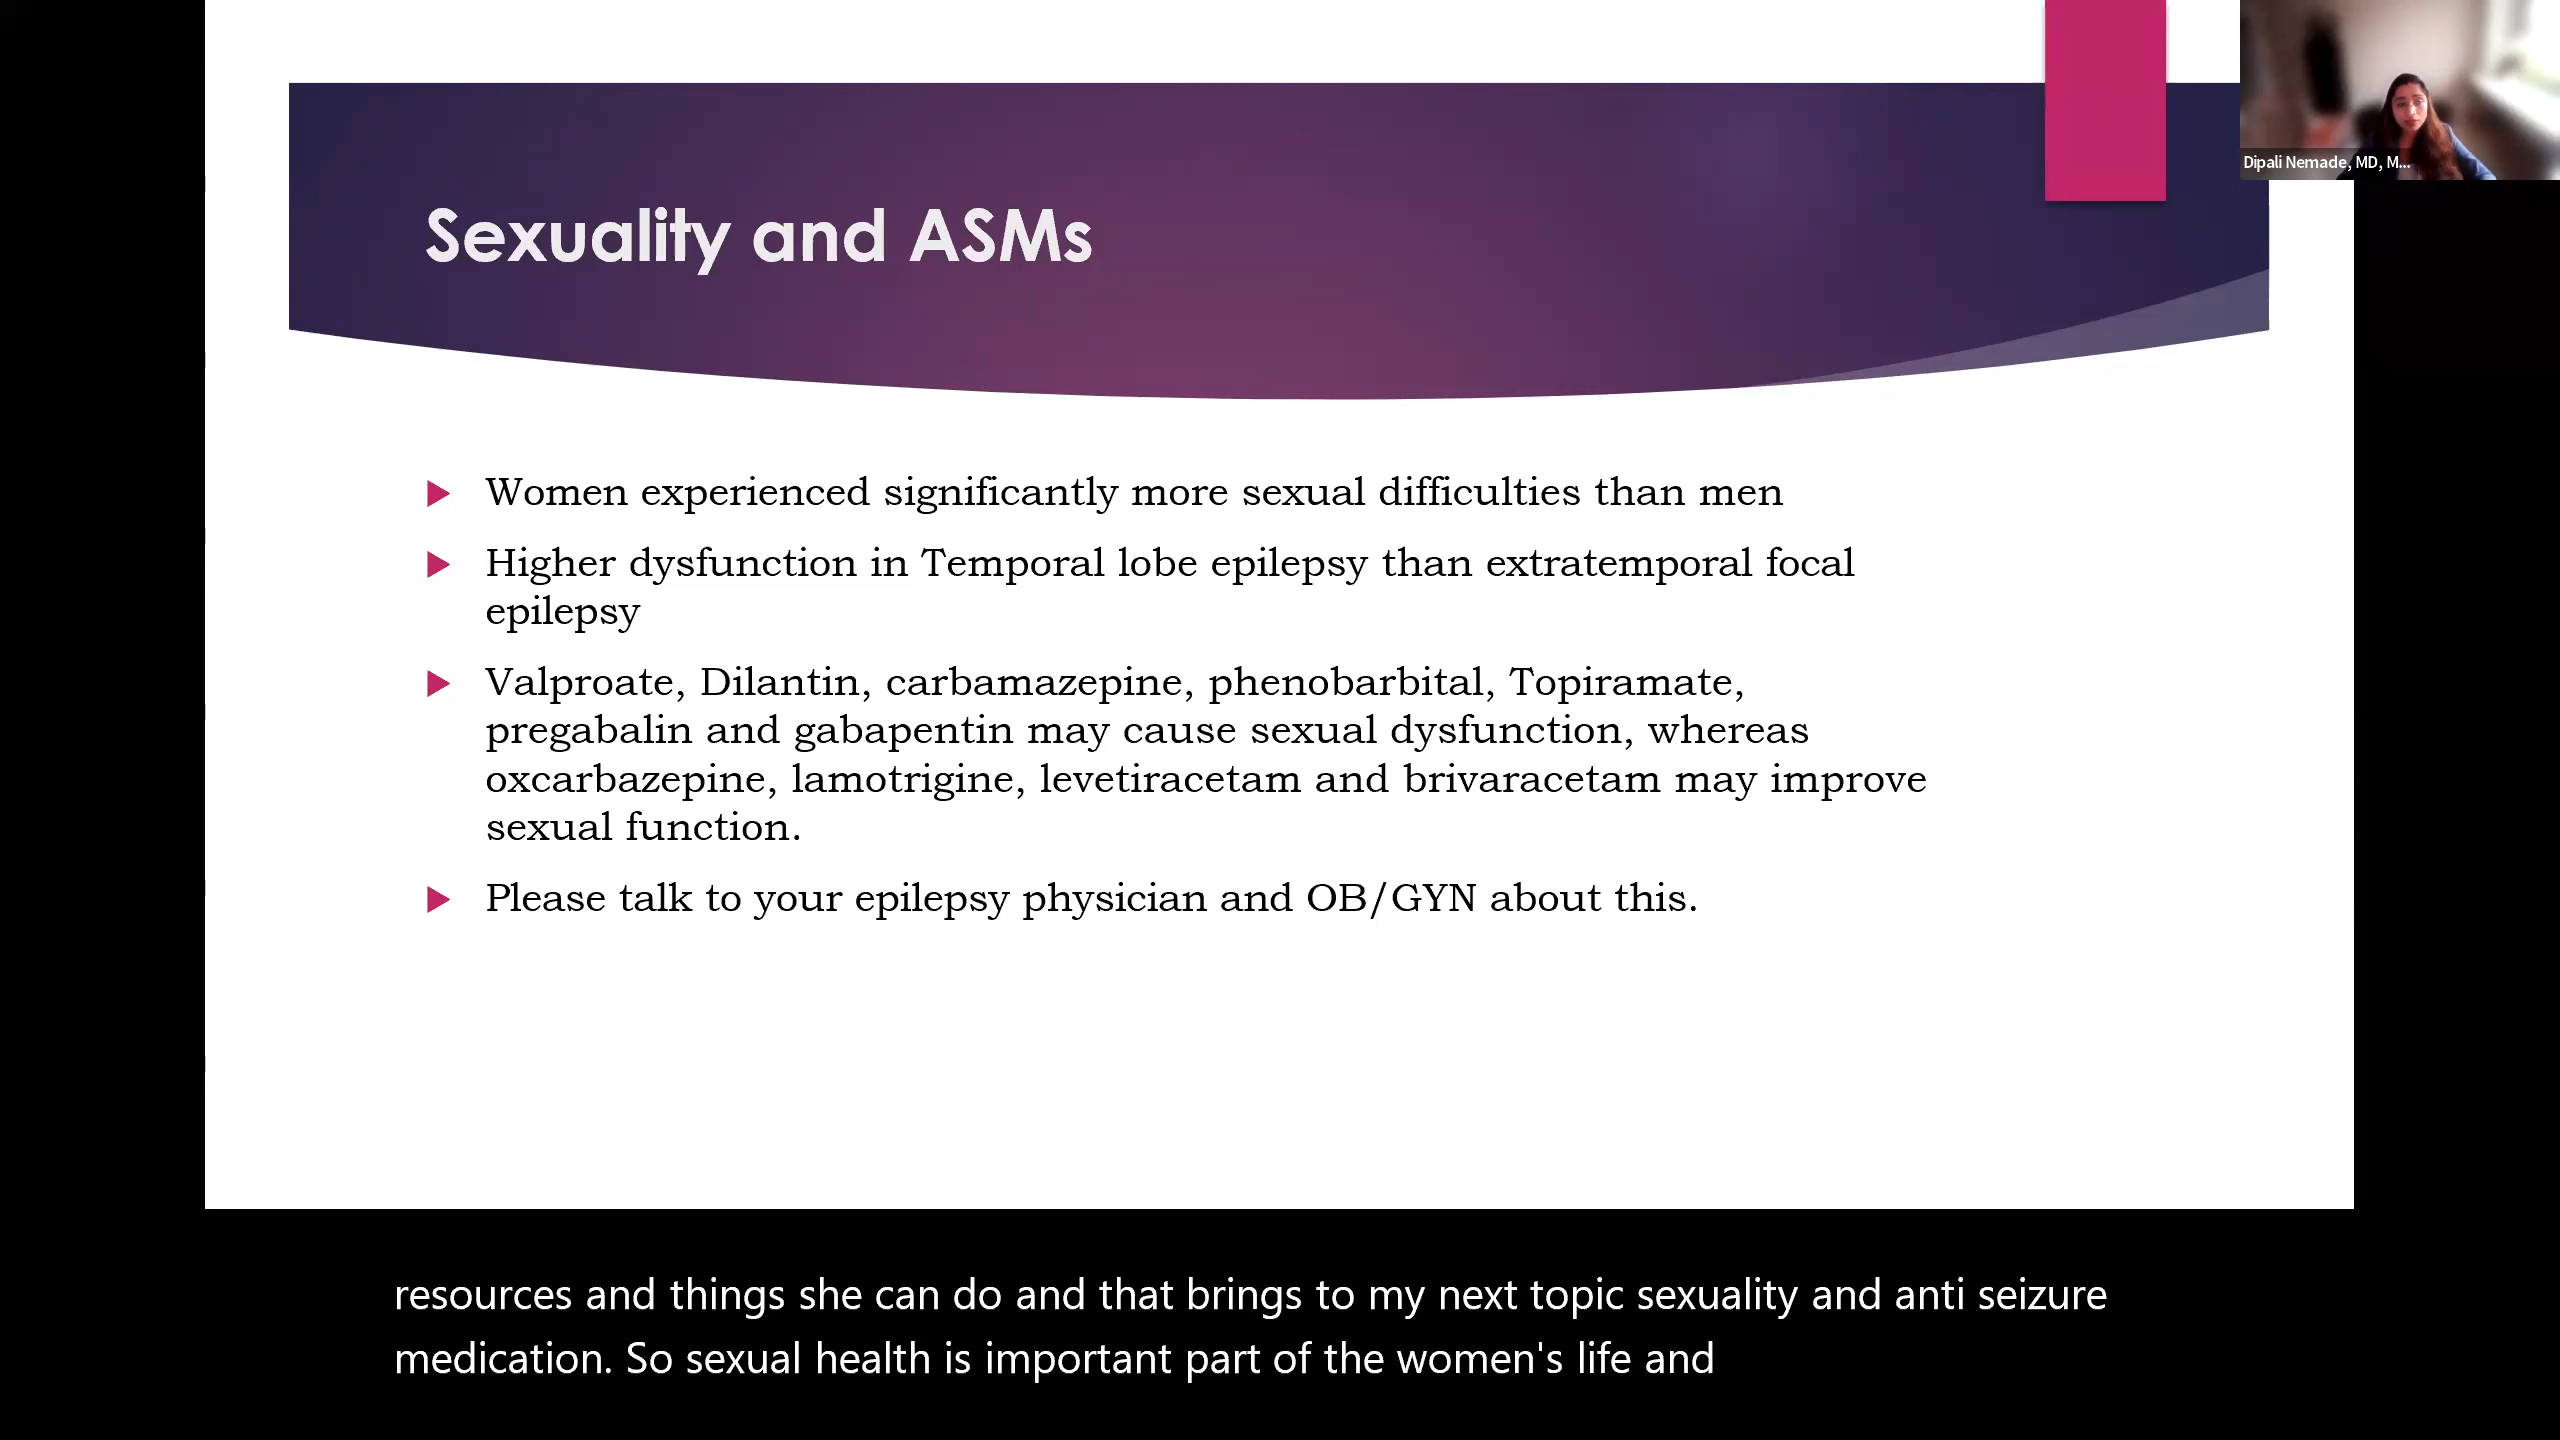 Dipali Nemade, MD, M...
Sexuality and ASMs
Women experienced significantly more sexual difficulties than men
Higher dysfunction in Temporal lobe epilepsy than extratemporal focal
epilepsy
Valproate, Dilantin, carbamazepine, phenobarbital, Topiramate,
pregabalin and gabapentin may cause sexual dysfunction, whereas
oxcarbazepine, lamotrigine, levetiracetam and brivaracetam may improve
sexual function.
Please talk to your epilepsy physician and OB/GYN about this.
resources and things she can do and that brings to my next topic sexuality and anti seizure
medication. So sexual health is important part of the women's life and